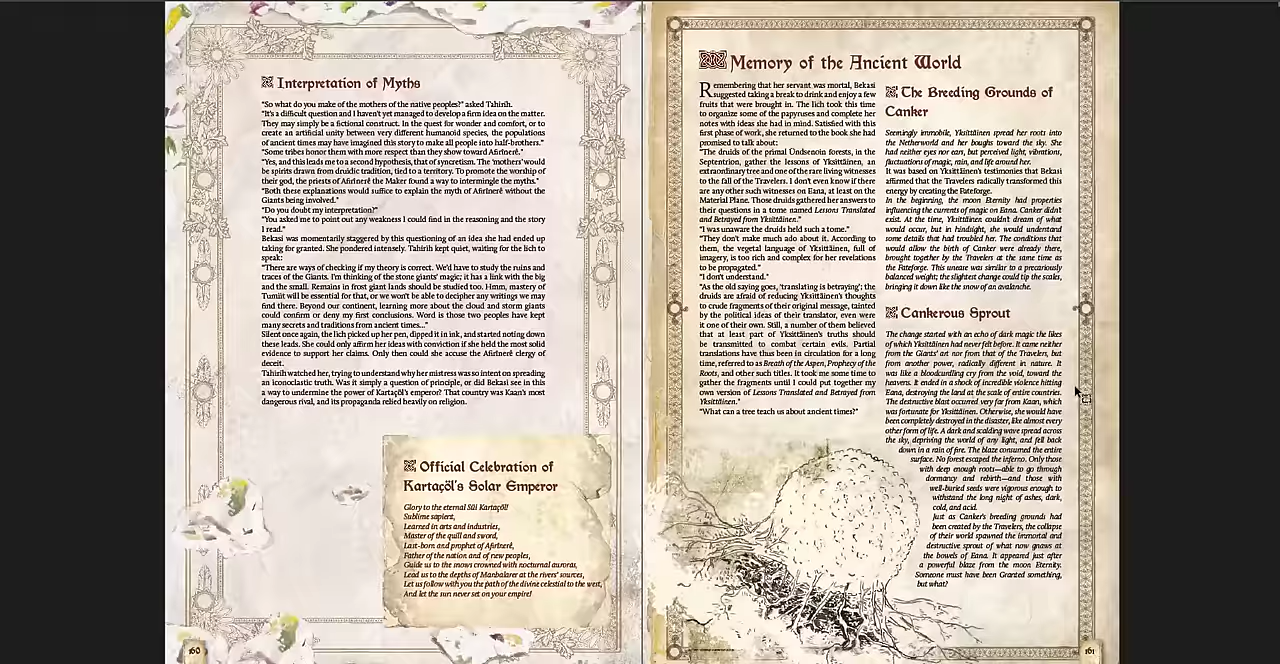 Interpretation of Myths
"So what do you make of the mothers of the native peoples?" asked Tahirih.
"It's a difficult question and I haven't yet managed to develop a firm idea on the matter.
They may simply be a fictional construct. In the quest for wonder and comfort, or to
create an artificial unity between very different humanoid species, the populations
of ancient times may have imagined this story to make all people into half-brothers."
"Some tribes honor them with more respect than they show toward Afirinerê."
"Yes, and this leads me to a second hypothesis, that of syncretism. The 'mothers' would
be spirits drawn from druidic tradition, tied to a territory. To promote the worship of
their god, the priests of Afirinerê the Maker found a way to intermingle the myths."
"Both these explanations would suffice to explain the myth of Afirinerê without the
Giants being involved."
"Do you doubt my interpretation?"
"You asked me to point out any weakness I could find in the reasoning and the story
I read."
Bekasi was momentarily staggered by this questioning of an idea she had ended up
taking for granted. She pondered intensely. Tahirih kept quiet, waiting for the lich to
speak:
"There are ways of checking if my theory is correct. We'd have to study the ruins and
traces of the Giants. I'm thinking of the stone giants' magic; it has a link with the big
and the small. Remains in frost giant lands should be studied too. Hmm, mastery of
Tumiit will be essential for that, or we won't be able to decipher any writings we may
find there. Beyond our continent, learning more about the cloud and storm giants
could confirm or deny my first conclusions. Word is those two peoples have kept
many secrets and traditions from ancient times..."
Silent once again, the lich picked up her pen, dipped it in ink, and started noting down
these leads. She could only affirm her ideas with conviction if she held the most solid
evidence to support her claims. Only then could she accuse the Afirinerê clergy of
deceit.
Tahirih watched her, trying to understand why her mistress was so intent on spreading
an iconoclastic truth. Was it simply a question of principle, or did Bekasi see in this
a way to undermine the power of Kartaçöl's emperor? That country was Kaan's most
dangerous rival, and its propaganda relied heavily on religion.
Official Celebration of
Kartaçöl's Solar Emperor
Glory to the eternal Sül Kartaçöl!
Sublime sapient,
Learned in arts and industries,
Master of the quill and sword,
Last-born and prophet of Afirinerê,
Father of the nation and of new peoples,
Guide us to the snows crowned with nocturnal auroras,
Lead us to the depths of Manbalarer at the rivers' sources,
Let us follow with you the path of the divine celestial to the west,
And let the sun never set on your empire!
160
Memory of the Ancient World
Remembering that her servant was mortal, Bekasi
suggested taking a break to drink and enjoy a few
fruits that were brought in. The lich took this time
to organize some of the papyruses and complete her
notes with ideas she had in mind. Satisfied with this
first phase of work, she returned to the book she had
promised to talk about:
"The druids of the primal Undsenoin forests, in the
Septentrion, gather the lessons of Yksittäinen, an
extraordinary tree and one of the rare living witnesses
to the fall of the Travelers. I don't even know if there
are any other such witnesses on Eana, at least on the
Material Plane. Those druids gathered her answers to
their questions in a tome named Lessons Translated
and Betrayed from Yksittäinen."
"I was unaware the druids held such a tome."
"They don't make much ado about it. According to
them, the vegetal language of Yksittäinen, full of
imagery, is too rich and complex for her revelations
to be propagated."
"I don't understand."
"As the old saying goes, 'translating is betraying'; the
druids are afraid of reducing Yksittäinen's thoughts
to crude fragments of their original message, tainted
by the political ideas of their translator, even were
it one of their own. Still, a number of them believed
that at least part of Yksittäinen's truths should
be transmitted to combat certain evils. Partial
translations have thus been in circulation for a long
time, referred to as Breath of the Aspen, Prophecy of the
Roots, and other such titles. It took me some time to
gather the fragments until I could put together my
own version of Lessons Translated and Betrayed from
Yksittäinen."
"What can a tree teach us about ancient times?"
The Breeding Grounds of
Canker
Seemingly immobile, Yksittäinen spread her roots into
the Netherworld and her boughs toward the sky. She
had neither eyes nor ears, but perceived light, vibrations,
fluctuations of magic, rain, and life around her.
It was based on Yksittäinen's testimonies that Bekasi
affirmed that the Travelers radically transformed this
energy by creating the Fateforge.
In the beginning, the moon Eternity had properties
influencing the currents of magic on Eana. Canker didn't
exist. At the time, Yksittäinen couldn't dream of what
would occur, but in hindsight, she would understand
some details that had troubled her. The conditions that
would allow the birth of Canker were already there,
brought together by the Travelers at the same time as
the Fateforge. This uneave was similar to a precariously
balanced weight; the slightest change could tip the scales,
bringing it down like the snow of an avalanche.
Cankerous Sprout
The change started with an echo of dark magic the likes
of which Yksittäinen had never felt before. It came neither
from the Giants' art nor from that of the Travelers, but
from another power, radically different in nature. It
was like a bloodcurdling cry from the void, toward the
heavens. It ended in a shock of incredible violence hitting
Eana, destroying the land at the scale of entire countries.
The destructive blast occurred very far from Kaan, which
was fortunate for Yksittäinen. Otherwise, she would have
been completely destroyed in the disaster, like almost every
other form of life. A dark and scalding wave spread across
the sky, depriving the world of any light, and fell back
down in a rain of fire. The blaze consumed the entire
surface. No forest escaped the inferno. Only those
with deep enough roots—able to go through
dormancy and rebirth—and those with
well-buried seeds were vigorous enough to
withstand the long night of ashes, dark,
cold, and acid.
Just as Canker's breeding grounds had
been created by the Travelers, the collapse
of their world spawned the immortal and
destructive sprout of what now gnaws at
the bowels of Eana. It appeared just after
a powerful blaze from the moon Eternity.
Someone must have been Granted something,
but what?
161